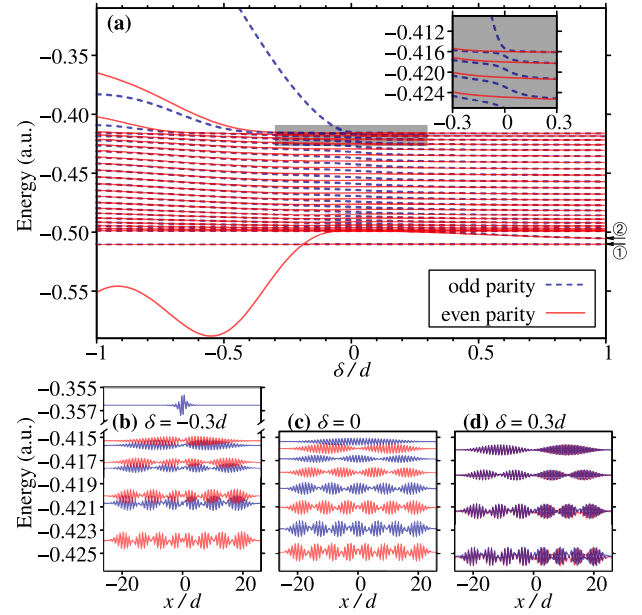 (a)
Energy (a.u.)
−0.35
−0.40
−0.45
−0.50
−0.55
−0.412
−0.416
−0.420
−0.424
−0.3 0 0.3
②
①
odd parity
even parity
−1 −0.5 0 0.5 1
δ/d
−0.355
−0.357
(b) δ = −0.3d (c) δ = 0 (d) δ = 0.3d
Energy (a.u.)
−0.415
−0.417
−0.419
−0.421
−0.423
−0.425
−20 0 20 −20 0 20 −20 0 20
x/d x/d x/d